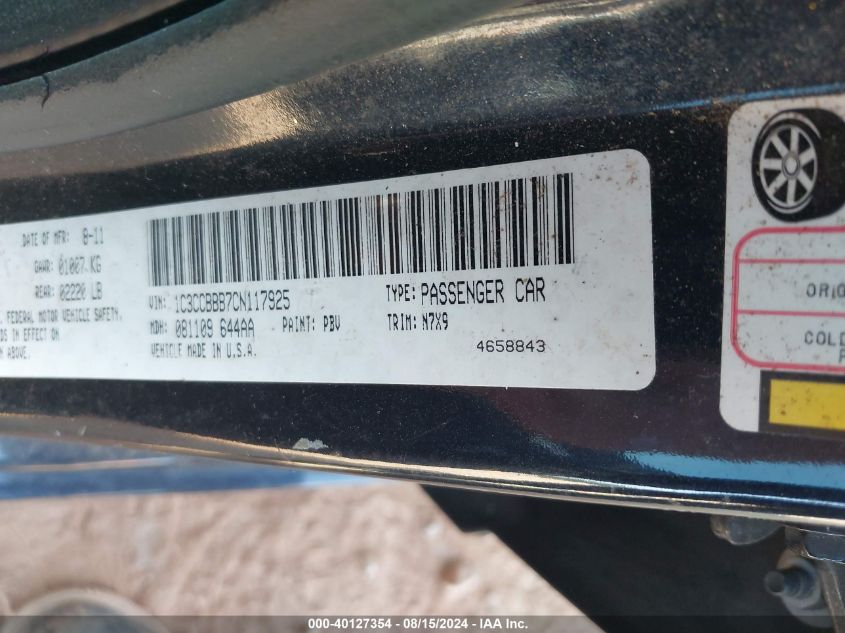 DATE OF MFR: 8-11
GAWR: 01007 KG
REAR: 02220 LB
FEDERAL MOTOR VEHICLE SAFETY.
DS IN EFFECT ON
N ABOVE.
VIN: 1C3CCBBB7CN117925
TYPE: PASSENGER CAR
MDH: 081109 644AA
PAINT: PBV
TRIM: N7X9
VEHICLE MADE IN U.S.A.
4658843
ORIG
COLD
000-40127354 - 08/15/2024 - IAA Inc.